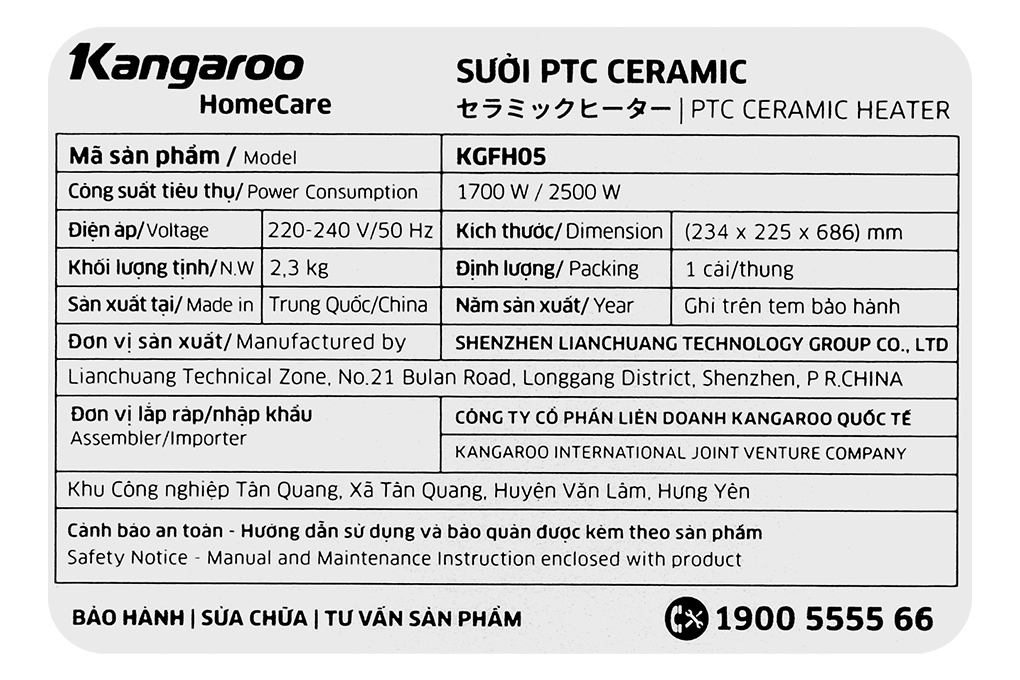 Kangaroo
HomeCare
SƯỞI PTC CERAMIC
セラミックヒーター | PTC CERAMIC HEATER
Mã sản phẩm / Model KGFH05
Công suất tiêu thụ/ Power Consumption 1700 W / 2500 W
Điện áp/Voltage 220-240 V/50 Hz Kích thước/ Dimension (234 x 225 x 686) mm
Khối lượng tịnh/N.W 2,3 kg Định lượng/ Packing 1 cái/thung
Sản xuất tại/ Made in Trung Quốc/China Năm sản xuất/ Year Ghi trên tem bảo hành
Đơn vị sản xuất/ Manufactured by SHENZHEN LIANCHUANG TECHNOLOGY GROUP CO., LTD
Lianchuang Technical Zone, No.21 Bulan Road, Longgang District, Shenzhen, P R.CHINA
Đơn vị lắp ráp/nhập khẩu
Assembler/Importer
CÔNG TY CỔ PHẦN LIÊN DOANH KANGAROO QUỐC TẾ
KANGAROO INTERNATIONAL JOINT VENTURE COMPANY
Khu Công nghiệp Tân Quang, Xã Tân Quang, Huyện Văn Lâm, Hưng Yên
Cảnh báo an toàn - Hướng dẫn sử dụng và bảo quản được kèm theo sản phẩm
Safety Notice - Manual and Maintenance Instruction enclosed with product
BẢO HÀNH | SỬA CHỮA | TƯ VẤN SẢN PHẨM
1900 5555 66